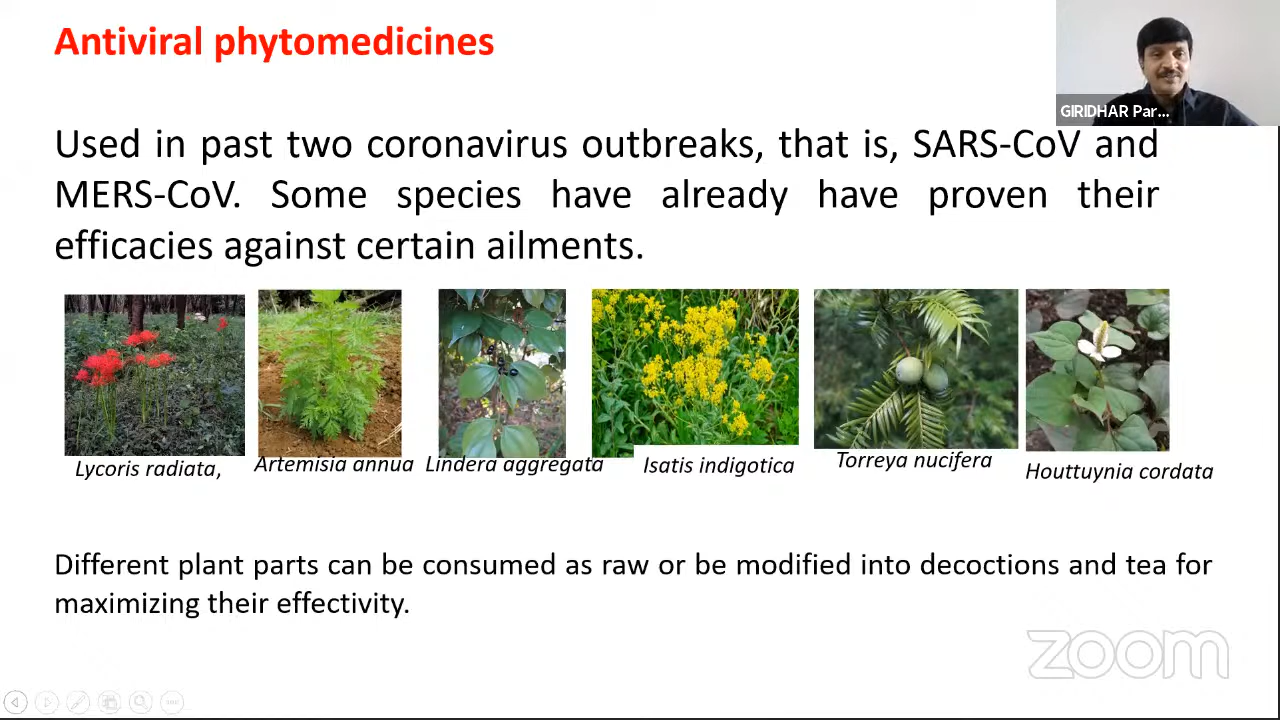 Antiviral phytomedicines
GIRIDHAR Par...
Used in past two coronavirus outbreaks, that is, SARS-CoV and
MERS-CoV. Some species have already have proven their
efficacies against certain ailments.
Lycoris radiata,
Artemisia annua
Lindera aggregata
Isatis indigotica
Torreya nucifera
Houttuynia cordata
Different plant parts can be consumed as raw or be modified into decoctions and tea for
maximizing their effectivity.
zoom